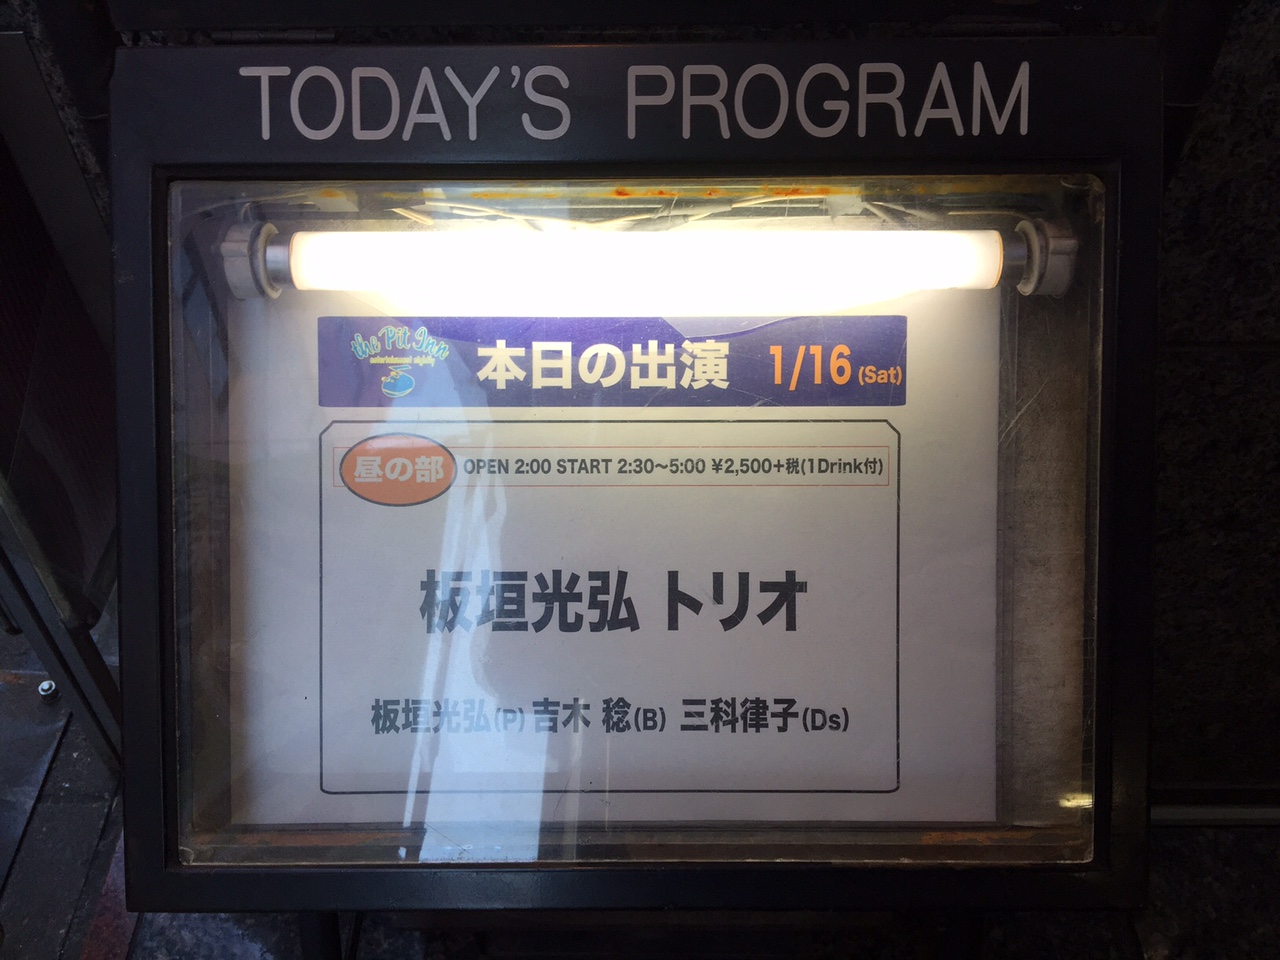 TODAY'S PROGRAM
the Pit Inn
entertainment nightly
本日の出演 1/16 (Sat)
昼の部 OPEN 2:00 START 2:30〜5:00 ¥2,500+税(1Drink付)
板垣光弘 トリオ
板垣光弘(P) 吉木 稔(B) 三科律子(Ds)